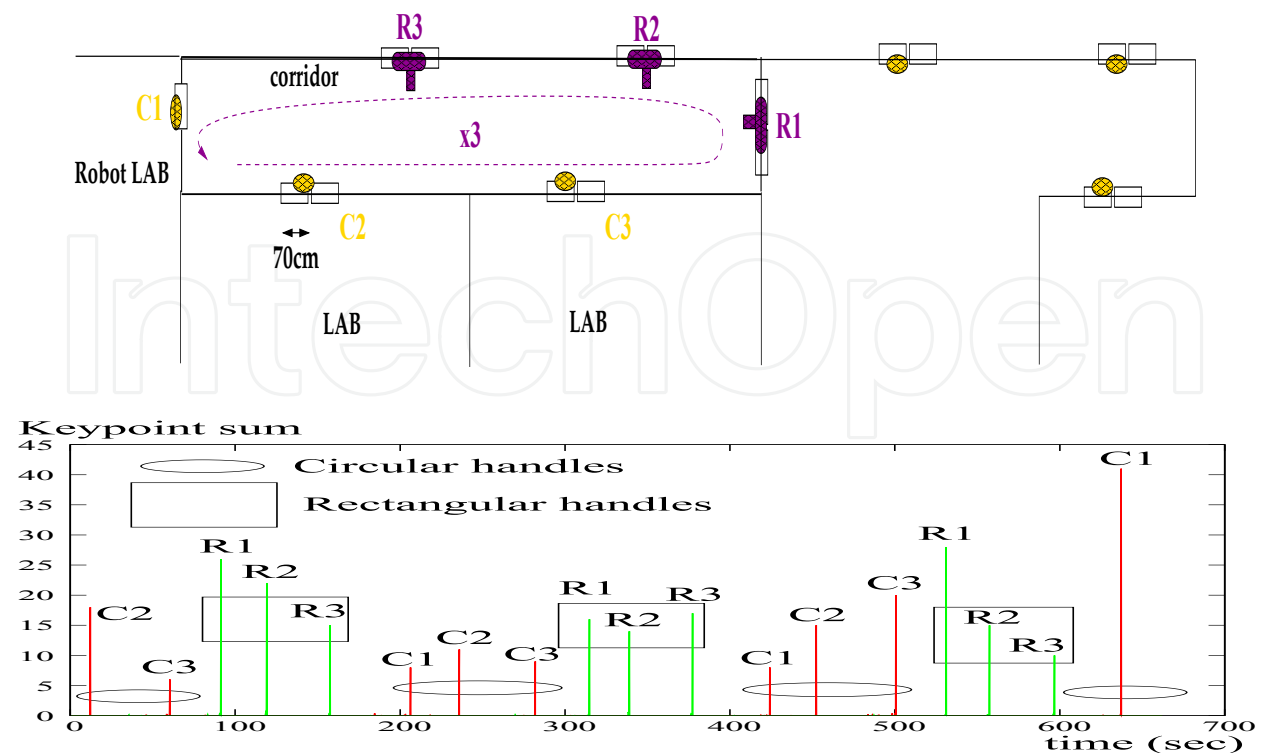 R3
R2
corridor
C1
x3
R1
Robot LAB
C2
C3
70cm
LAB
LAB
IntechOpen
Keypoint sum
45
40
35
30
25
20
15
10
5
0
Circular handles
Rectangular handles
C2
C3
R1
R2
R3
C1
C2
C3
R1
R2
R3
C1
C2
C3
R1
R2
R3
C1
0
100
200
300
400
500
600
700
time (sec)